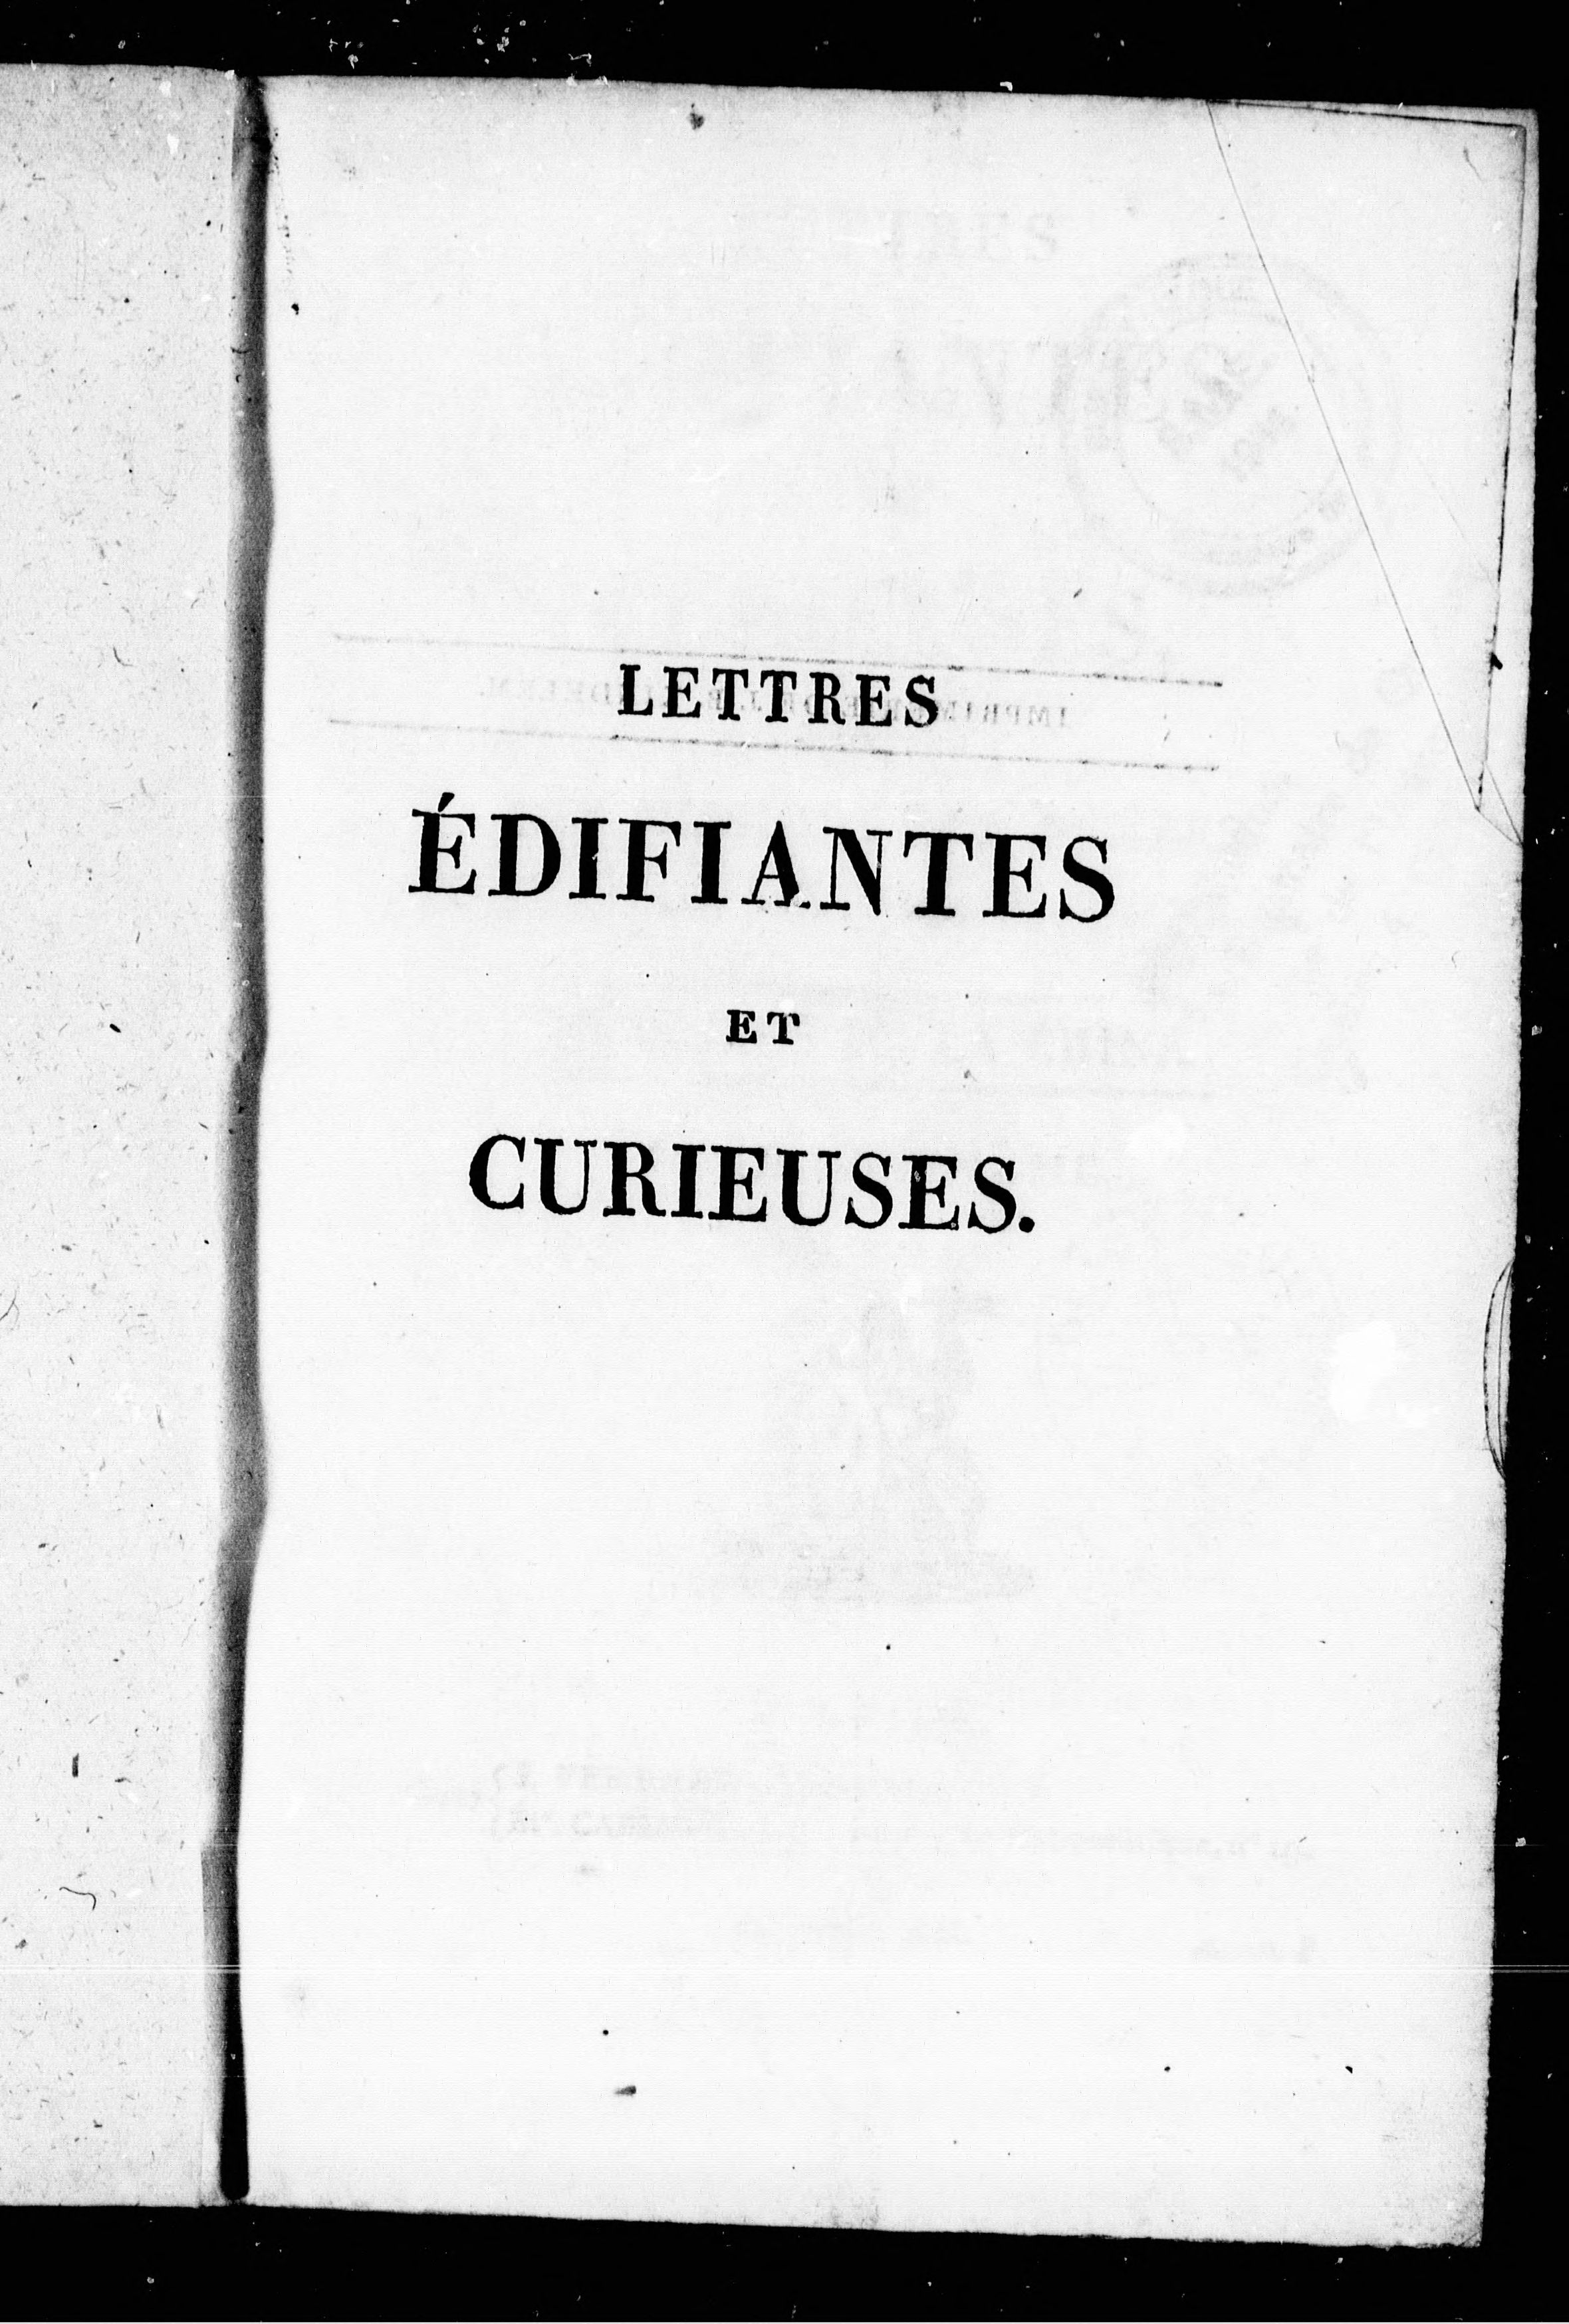 LETTRES
ÉDIFIANTES
ET
CURIEUSES.